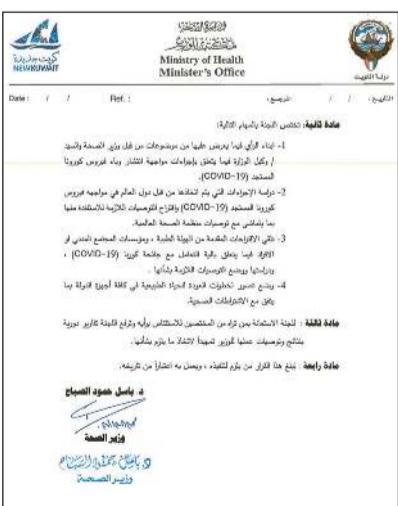 كويت جديدة
NEWKUWAIT
Ministry of Health
Minister's Office
دولة الكويت
Date : / / Ref. : المرجع : / / التاريخ :
مادة ثانية: تختص اللجنة بالمهام التالية:
1- ابداء الرأي فيما يعرض عليها من موضوعات من قبل وزير الصحة والسيد
/ وكيل الوزارة فيما يتعلق بإجراءات مواجهة انتشار وباء فيروس كورونا
المستجد (COVID-19).
2- دراسة الإجراءات التي يتم اتخاذها من قبل دول العالم في مواجهه فيروس
كورونا المستجد (COVID-19) واقتراح التوصيات اللازمة للاستفادة منها
بما يتماشى مع توصيات منظمة الصحة العالمية.
3- تلقي الاقتراحات المقدمة من الهيئة الطبية ، ومؤسسات المجتمع المدني او
الافراد فيما يتعلق بالية التعامل مع جائحة كورونا (COVID-19) ،
ودراستها ووضع التوصيات اللازمة بشأنها .
4- وضع تصور لخطوات العودة للحياة الطبيعية في كافة أجهزة الدولة بما
يتفق مع الاشتراطات الصحية.
مادة ثالثة : للجنة الاستعانة بمن تراه من المختصين للاستئناس برأيه وترفع اللجنة تقارير دورية
بنتائج وتوصيات عملها للوزير تمهيداً لاتخاذ ما يلزم بشأنها .
مادة رابعة : يبلغ هذا القرار من يلزم لتنفيذه ، ويعمل به اعتباراً من تاريخه.
د. باسل حمود الصباح
وزير الصحة
د. باسل حمود الصباح
وزير الصحة